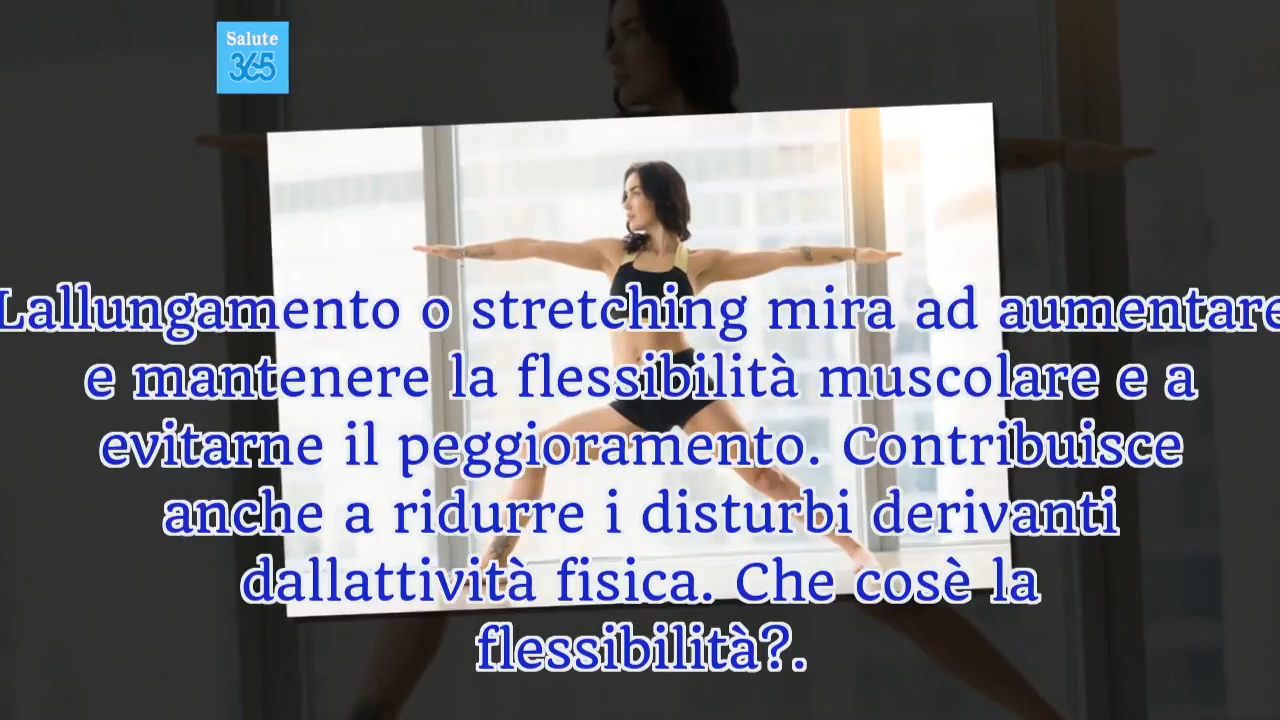 Salute
365
Lallungamento o stretching mira ad aumentare
e mantenere la flessibilità muscolare e a
evitarne il peggioramento. Contribuisce
anche a ridurre i disturbi derivanti
dallattività fisica. Che cosè la
flessibilità?.